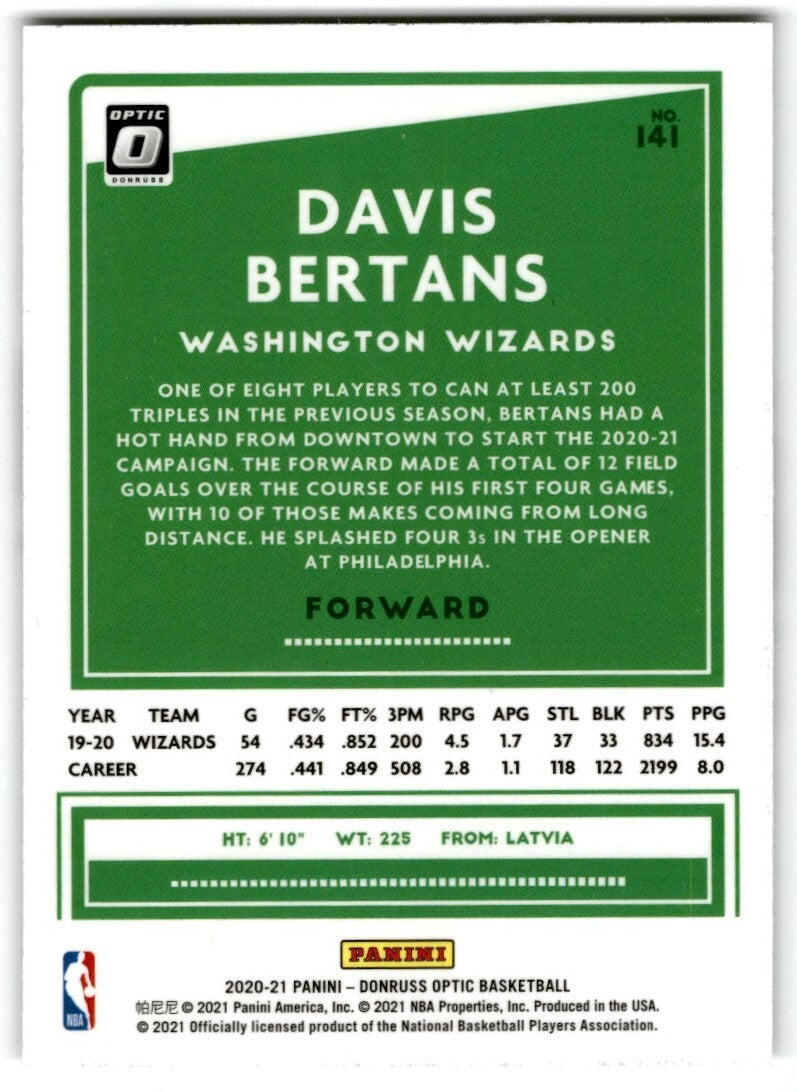 OPTIC
O
DONRUSS
NO.
141
DAVIS
BERTANS
WASHINGTON WIZARDS
ONE OF EIGHT PLAYERS TO CAN AT LEAST 200
TRIPLES IN THE PREVIOUS SEASON, BERTANS HAD A
HOT HAND FROM DOWNTOWN TO START THE 2020-21
CAMPAIGN. THE FORWARD MADE A TOTAL OF 12 FIELD
GOALS OVER THE COURSE OF HIS FIRST FOUR GAMES,
WITH 10 OF THOSE MAKES COMING FROM LONG
DISTANCE. HE SPLASHED FOUR 3s IN THE OPENER
AT PHILADELPHIA.
FORWARD
YEAR TEAM G FG% FT% 3PM RPG APG STL BLK PTS PPG
19-20 WIZARDS 54 .434 .852 200 4.5 1.7 37 33 834 15.4
CAREER 274 .441 .849 508 2.8 1.1 118 122 2199 8.0
HT: 6' 10" WT: 225 FROM: LATVIA
PANINI
NBA
2020-21 PANINI – DONRUSS OPTIC BASKETBALL
帕尼尼 © 2021 Panini America, Inc. © 2021 NBA Properties, Inc. Produced in the USA.
© 2021 Officially licensed product of the National Basketball Players Association.